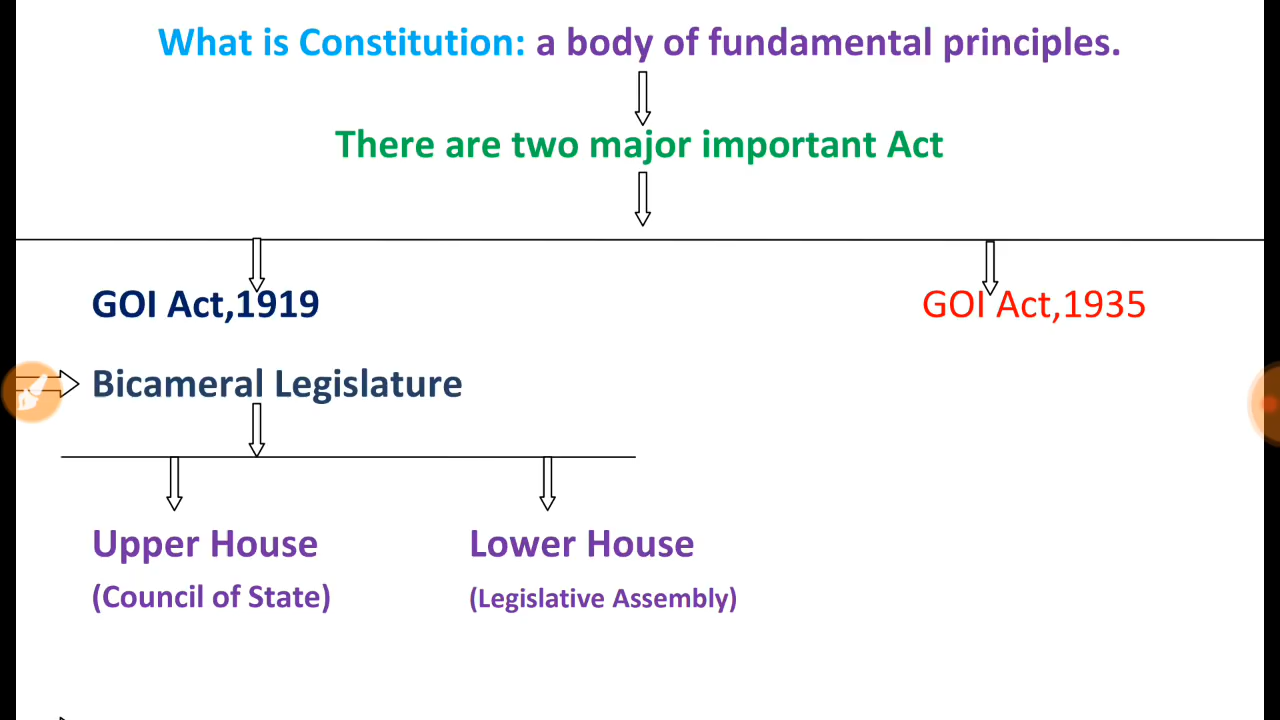 What is Constitution: a body of fundamental principles.
There are two major important Act
GOI Act,1919
GOI Act,1935
Bicameral Legislature
Upper House
Lower House
(Council of State)
(Legislative Assembly)